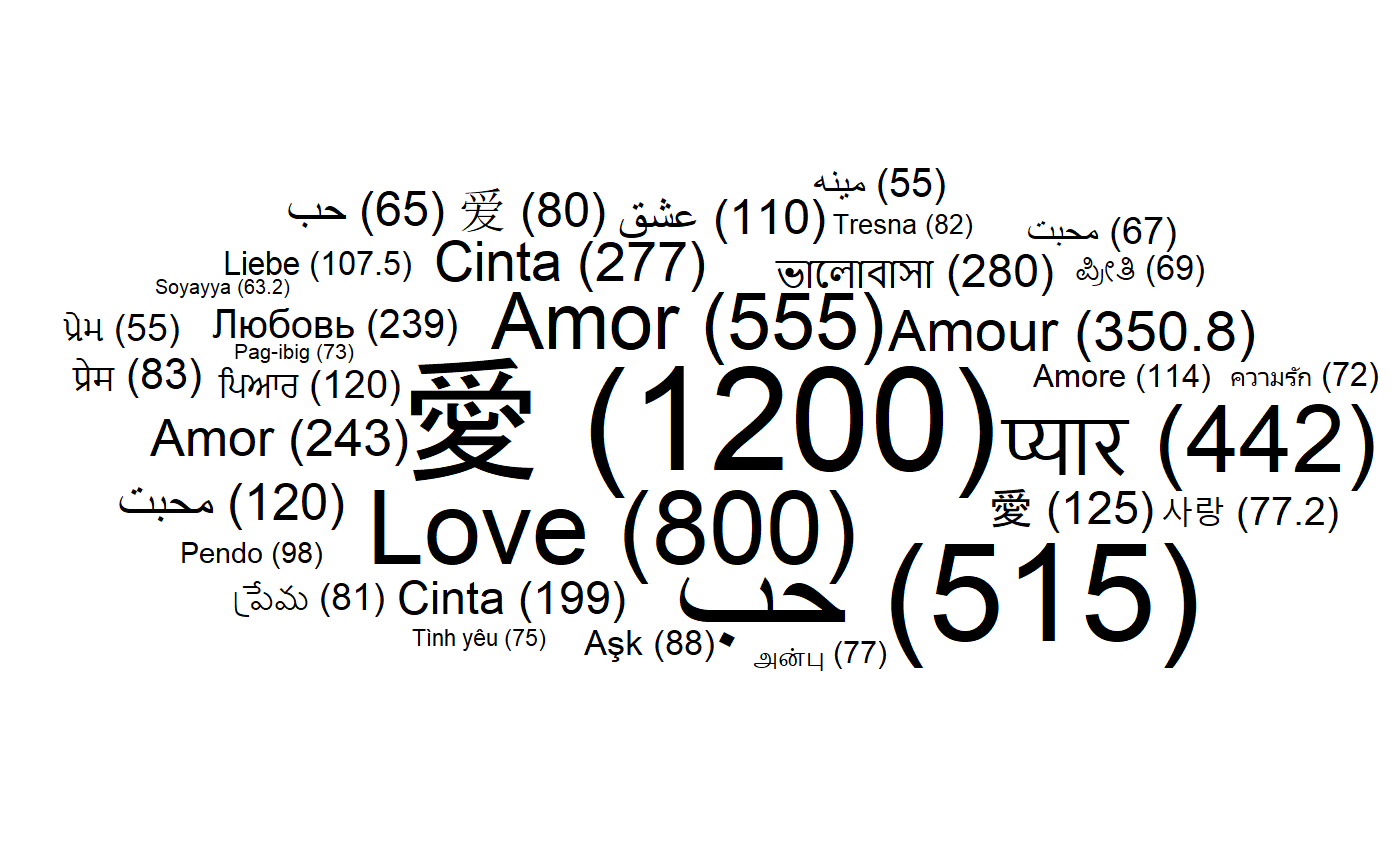 مينه (55)
حب (65)
爱 (80)
عشق (110)
Tresna (82)
محبت (67)
Liebe (107.5)
Cinta (277)
ভালোবাসা (280)
ಪ್ರೀತಿ (69)
Soyayya (63.2)
પ્રેમ (55)
Любовь (239)
Amor (555)
Amour (350.8)
Pag-ibig (73)
प्रेम (83)
ਪਿਆਰ (120)
愛 (1200)
Amore (114)
ความรัก (72)
Amor (243)
प्यार (442)
محبت (120)
Love (800)
愛 (125)
사랑 (77.2)
Pendo (98)
ప్రేమ (81)
Cinta (199)
حب (515)
Tình yêu (75)
Aşk (88)
அன்பு (77)